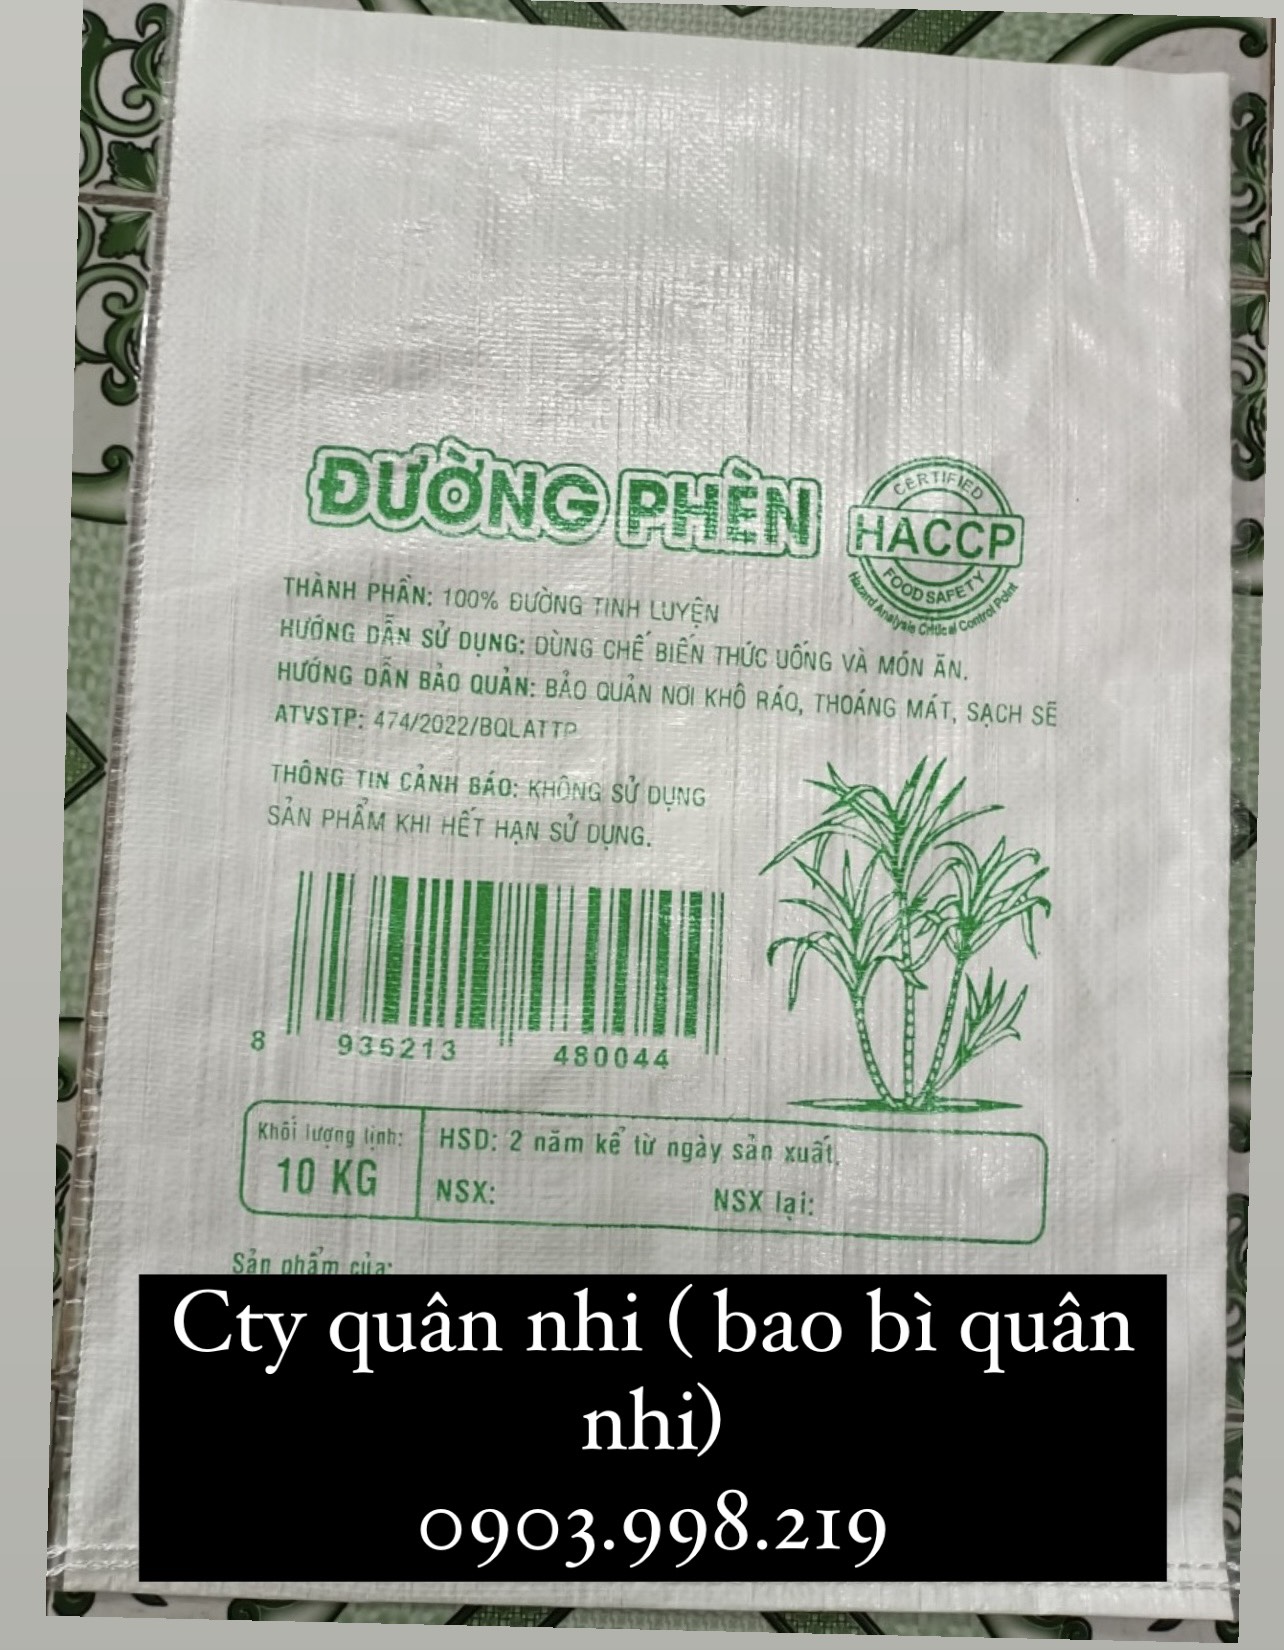 ĐƯỜNG PHÈN
CERTIFIED
HACCP
FOOD SAFETY
Hazard Analysis Critical Control Point
THÀNH PHẦN: 100% ĐƯỜNG TINH LUYỆN
HƯỚNG DẪN SỬ DỤNG: DÙNG CHẾ BIẾN THỨC UỐNG VÀ MÓN ĂN.
HƯỚNG DẪN BẢO QUẢN: BẢO QUẢN NƠI KHÔ RÁO, THOÁNG MÁT, SẠCH SẼ
ATVSTP: 474/2022/BQLATTP
THÔNG TIN CẢNH BÁO: KHÔNG SỬ DỤNG
SẢN PHẨM KHI HẾT HẠN SỬ DỤNG.
8 935213 480044
Khối lượng tịnh:
10 KG
HSD: 2 năm kể từ ngày sản xuất.
NSX: NSX lại:
Sản phẩm của:
Cty quân nhi ( bao bì quân
nhi)
0903.998.219